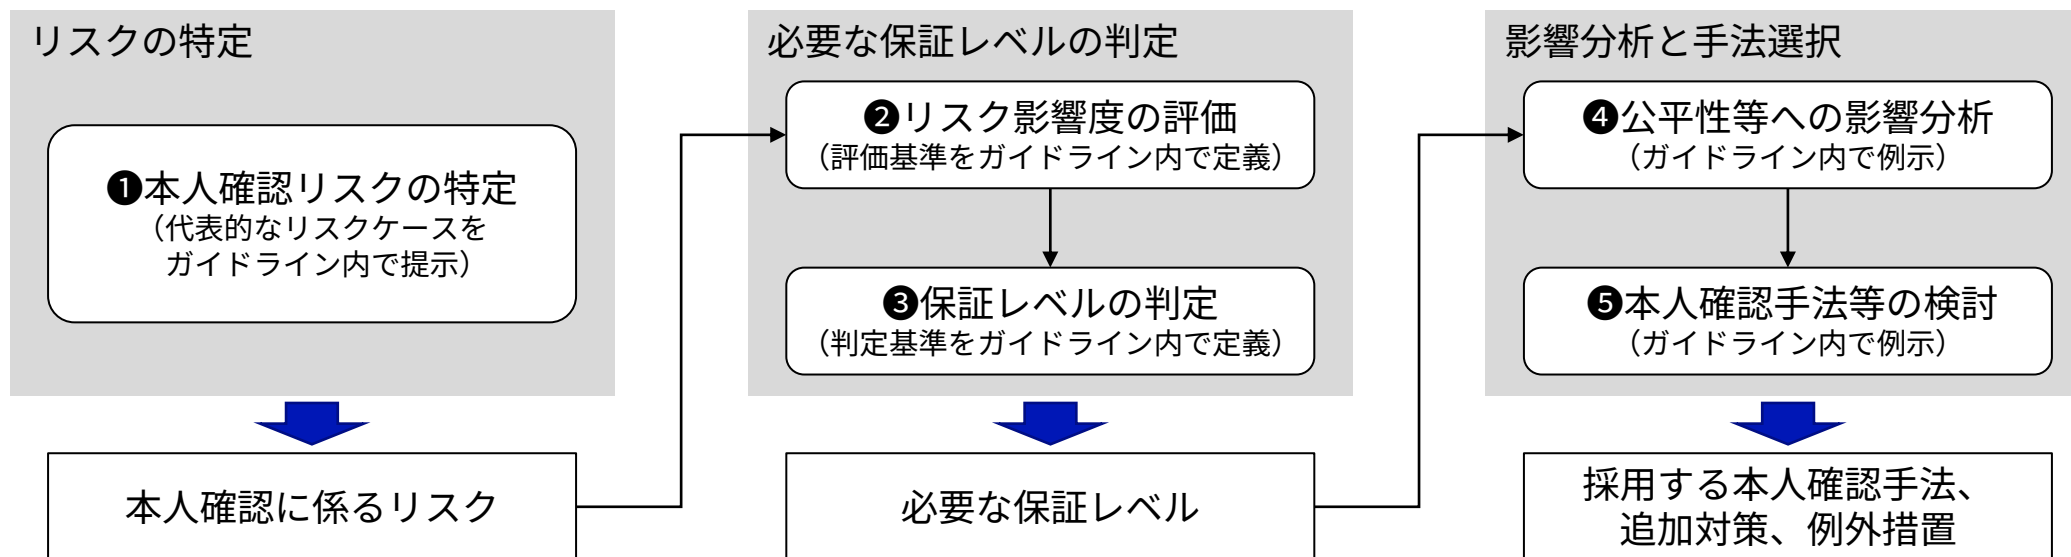 リスクの特定
❶本人確認リスクの特定
（代表的なリスクケースを
ガイドライン内で提示）
本人確認に係るリスク
必要な保証レベルの判定
❷リスク影響度の評価
（評価基準をガイドライン内で定義）
❸保証レベルの判定
（判定基準をガイドライン内で定義）
必要な保証レベル
影響分析と手法選択
❹公平性等への影響分析
（ガイドライン内で例示）
❺本人確認手法等の検討
（ガイドライン内で例示）
採用する本人確認手法、
追加対策、例外措置